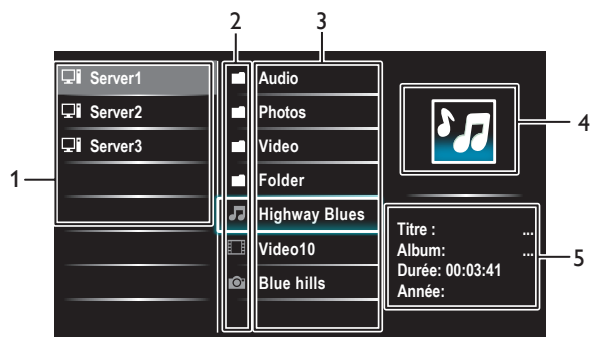 2 3
Server1
Server2
Server3
1
Audio
Photos
Video
Folder
Highway Blues
Video10
Blue hills
4
Titre : ...
Album: ...
Durée: 00:03:41
Année:
5